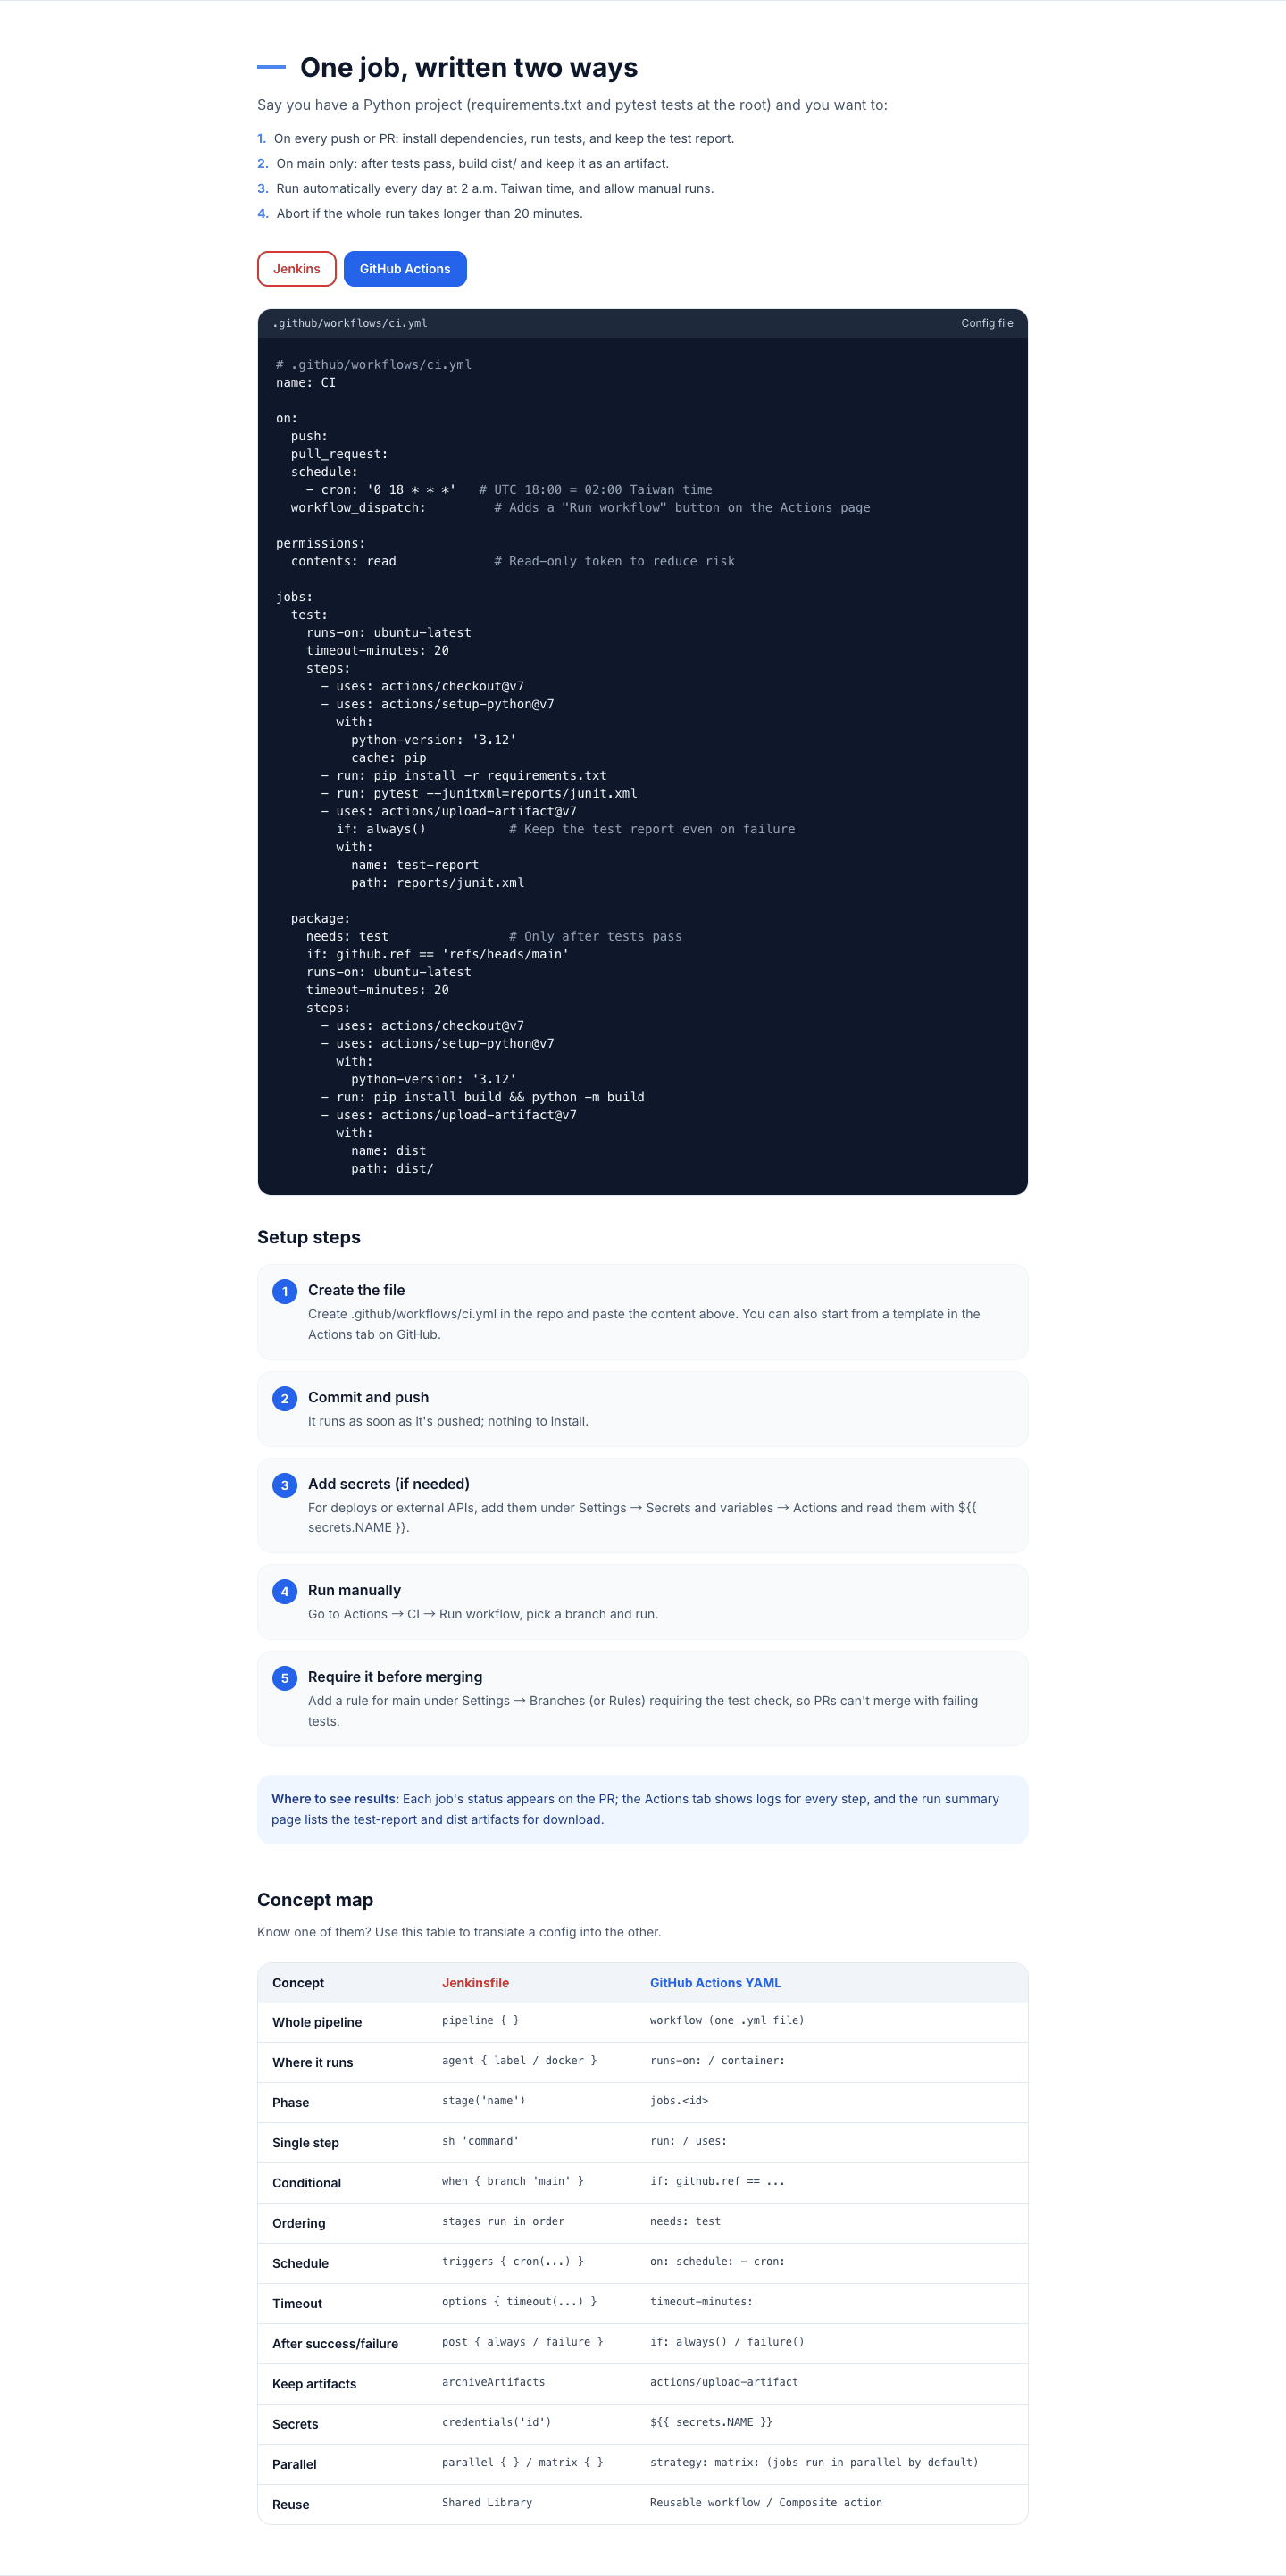 One job, written two ways
Say you have a Python project (requirements.txt and pytest tests at the root) and you want to:
1. On every push or PR: install dependencies, run tests, and keep the test report.
2. On main only: after tests pass, build dist/ and keep it as an artifact.
3. Run automatically every day at 2 a.m. Taiwan time, and allow manual runs.
4. Abort if the whole run takes longer than 20 minutes.
Jenkins
GitHub Actions
.github/workflows/ci.yml
Config file
# .github/workflows/ci.yml
name: CI
on:
  push:
  pull_request:
  schedule:
    - cron: '0 18 * * *'   # UTC 18:00 = 02:00 Taiwan time
  workflow_dispatch:         # Adds a "Run workflow" button on the Actions page
permissions:
  contents: read             # Read-only token to reduce risk
jobs:
  test:
    runs-on: ubuntu-latest
    timeout-minutes: 20
    steps:
      - uses: actions/checkout@v7
      - uses: actions/setup-python@v7
        with:
          python-version: '3.12'
          cache: pip
      - run: pip install -r requirements.txt
      - run: pytest --junitxml=reports/junit.xml
      - uses: actions/upload-artifact@v7
        if: always()           # Keep the test report even on failure
        with:
          name: test-report
          path: reports/junit.xml
  package:
    needs: test                # Only after tests pass
    if: github.ref == 'refs/heads/main'
    runs-on: ubuntu-latest
    timeout-minutes: 20
    steps:
      - uses: actions/checkout@v7
      - uses: actions/setup-python@v7
        with:
          python-version: '3.12'
      - run: pip install build && python -m build
      - uses: actions/upload-artifact@v7
        with:
          name: dist
          path: dist/
Setup steps
1 Create the file
Create .github/workflows/ci.yml in the repo and paste the content above. You can also start from a template in the
Actions tab on GitHub.
2 Commit and push
It runs as soon as it's pushed; nothing to install.
3 Add secrets (if needed)
For deploys or external APIs, add them under Settings → Secrets and variables → Actions and read them with ${{
secrets.NAME }}.
4 Run manually
Go to Actions → CI → Run workflow, pick a branch and run.
5 Require it before merging
Add a rule for main under Settings → Branches (or Rules) requiring the test check, so PRs can't merge with failing
tests.
Where to see results: Each job's status appears on the PR; the Actions tab shows logs for every step, and the run summary
page lists the test-report and dist artifacts for download.
Concept map
Know one of them? Use this table to translate a config into the other.
Concept Jenkinsfile GitHub Actions YAML
Whole pipeline pipeline { } workflow (one .yml file)
Where it runs agent { label / docker } runs-on: / container:
Phase stage('name') jobs.<id>
Single step sh 'command' run: / uses:
Conditional when { branch 'main' } if: github.ref == ...
Ordering stages run in order needs: test
Schedule triggers { cron(...) } on: schedule: - cron:
Timeout options { timeout(...) } timeout-minutes:
After success/failure post { always / failure } if: always() / failure()
Keep artifacts archiveArtifacts actions/upload-artifact
Secrets credentials('id') ${{ secrets.NAME }}
Parallel parallel { } / matrix { } strategy: matrix: (jobs run in parallel by default)
Reuse Shared Library Reusable workflow / Composite action